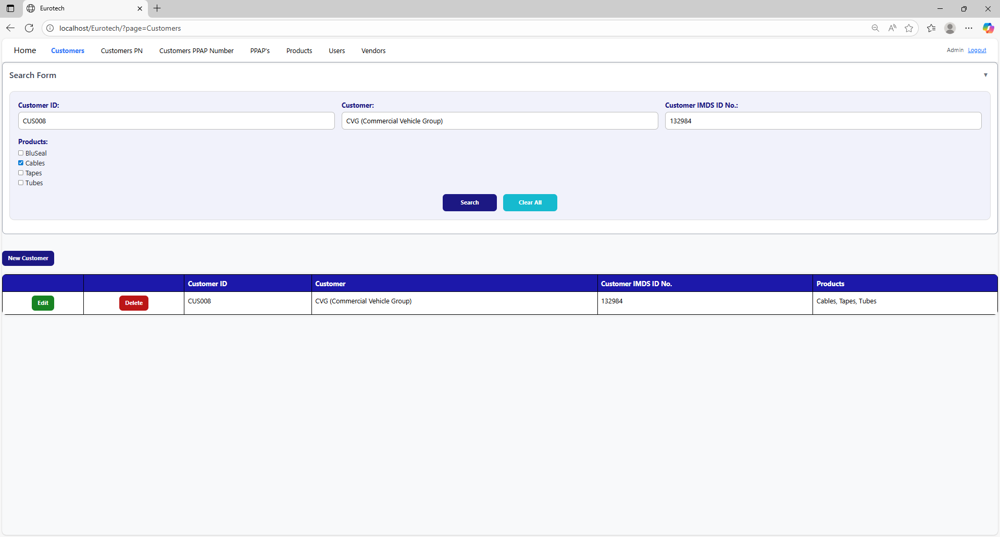 Eurotech
localhost/Eurotech/?page=Customers
Home Customers Customers PN Customers PPAP Number PPAP's Products Users Vendors Admin Logout
Search Form
Customer ID: Customer: Customer IMDS ID No.:
CUS008 CVG (Commercial Vehicle Group) 132984
Products:
BluSeal
Cables
Tapes
Tubes
Search Clear All
New Customer
Customer ID Customer Customer IMDS ID No. Products
Edit Delete CUS008 CVG (Commercial Vehicle Group) 132984 Cables, Tapes, Tubes